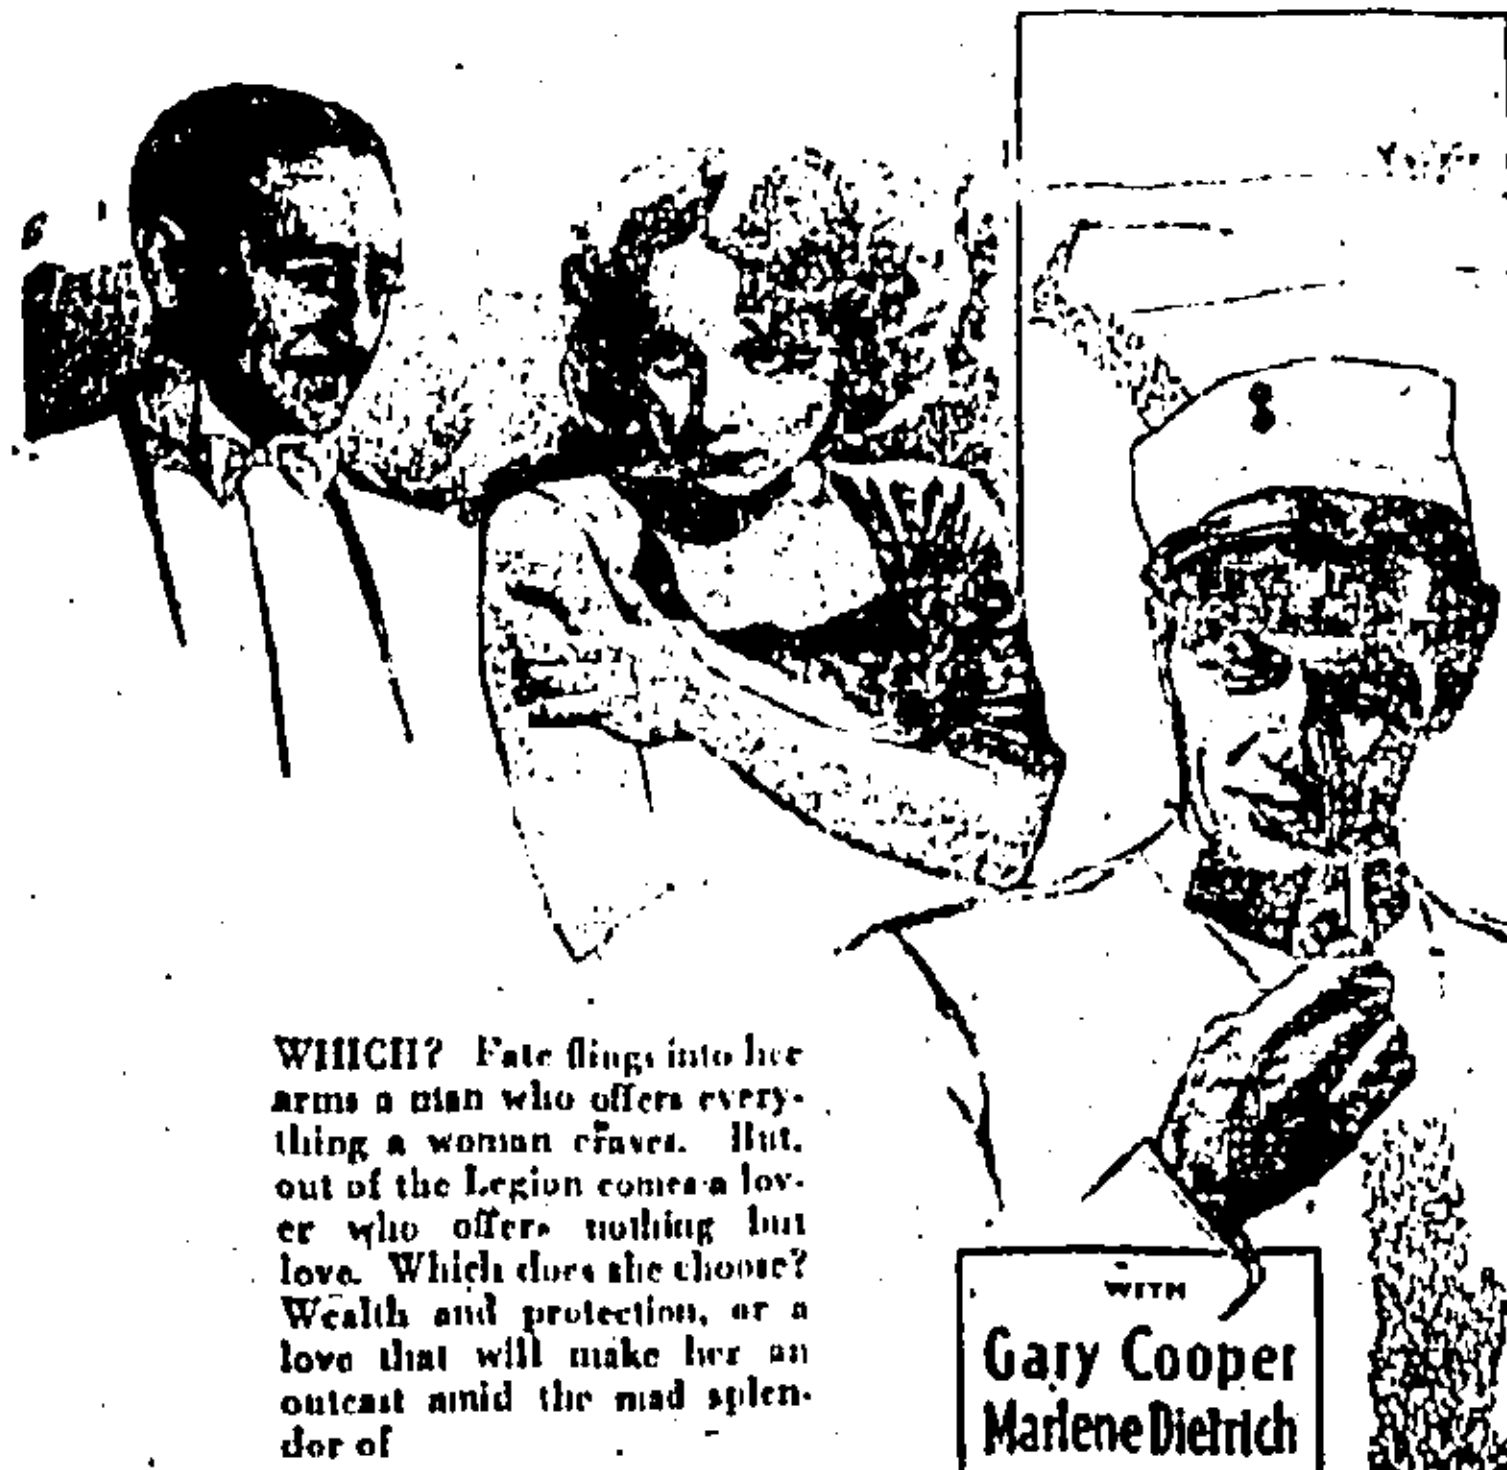 WHICH? Fate flings into her
arms a man who offers every-
thing a woman craves. But,
out of the Legion comes a lov-
er who offers nothing but
love. Which does she choose?
Wealth and protection, or a
love that will make her an
outcast amid the mad splen-
dor of
WITH
Gary Cooper
Marlene Dietrich